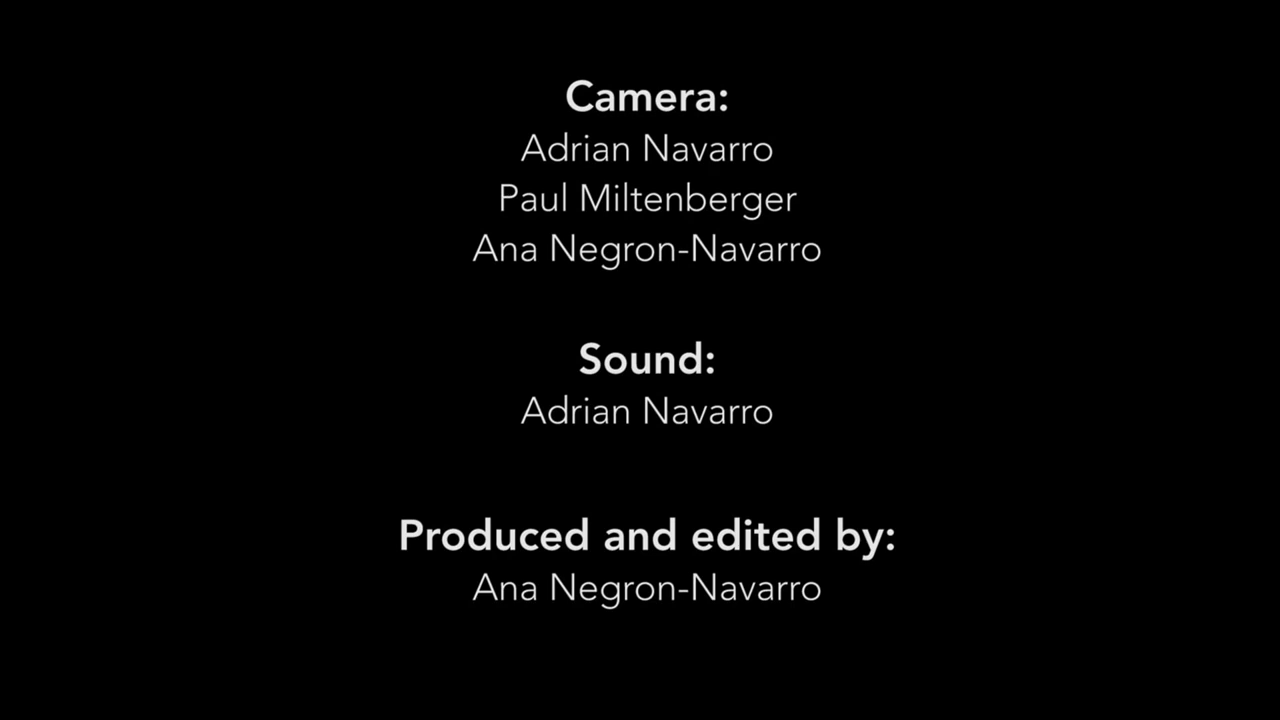 Camera:
Adrian Navarro
Paul Miltenberger
Ana Negron-Navarro
Sound:
Adrian Navarro
Produced and edited by:
Ana Negron-Navarro